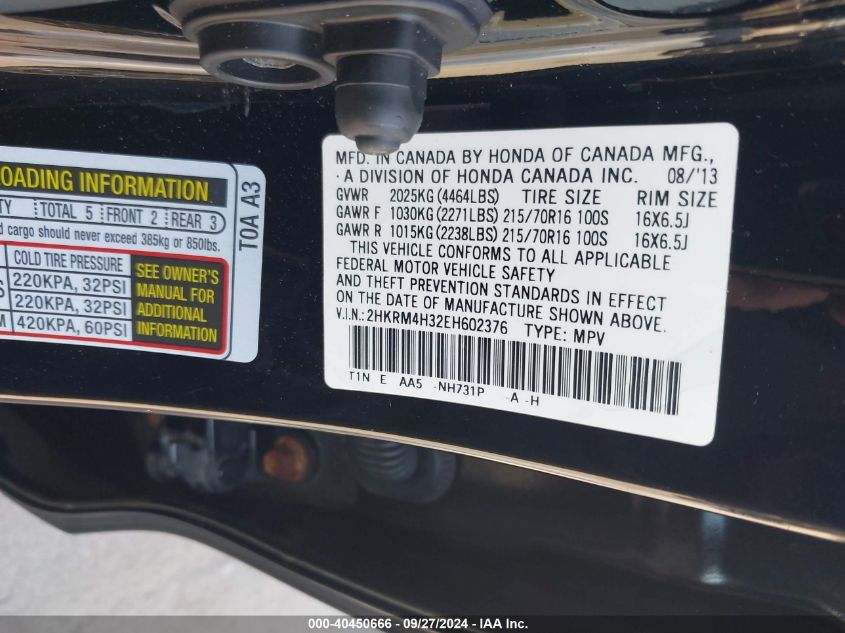 OADING INFORMATION
TY TOTAL 5 FRONT 2 REAR 3
d cargo should never exceed 385kg or 850lbs.
COLD TIRE PRESSURE
220KPA, 32PSI
S 220KPA, 32PSI
M 420KPA, 60PSI
SEE OWNER'S
MANUAL FOR
ADDITIONAL
INFORMATION
T0A A3
MFD. IN CANADA BY HONDA OF CANADA MFG.,
A DIVISION OF HONDA CANADA INC. 08/'13
GVWR 2025KG (4464LBS) TIRE SIZE RIM SIZE
GAWR F 1030KG (2271LBS) 215/70R16 100S 16X6.5J
GAWR R 1015KG (2238LBS) 215/70R16 100S 16X6.5J
THIS VEHICLE CONFORMS TO ALL APPLICABLE
FEDERAL MOTOR VEHICLE SAFETY
AND THEFT PREVENTION STANDARDS IN EFFECT
ON THE DATE OF MANUFACTURE SHOWN ABOVE.
V.I.N.: 2HKRM4H32EH602376 TYPE: MPV
T1N E AA5 -NH731P -A -H
000-40450666 - 09/27/2024 - IAA Inc.